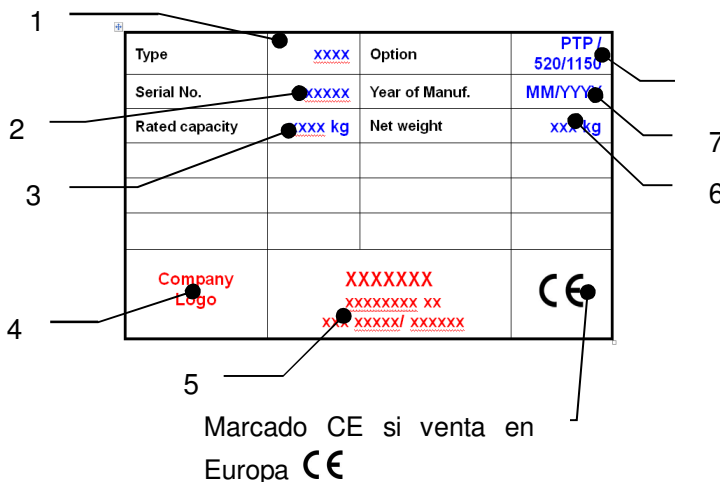 1
Type xxxx Option PTP /
520/1150
Serial No. xxxxx Year of Manuf. MM/YYYY
2
7
Rated capacity xxxx kg Net weight xxx kg
3
6
Company
Logo
XXXXXXX
xxxxxxxx xx
xxx xxxxx/ xxxxxx
CE
4
5
Marcado CE si venta en
Europa CE